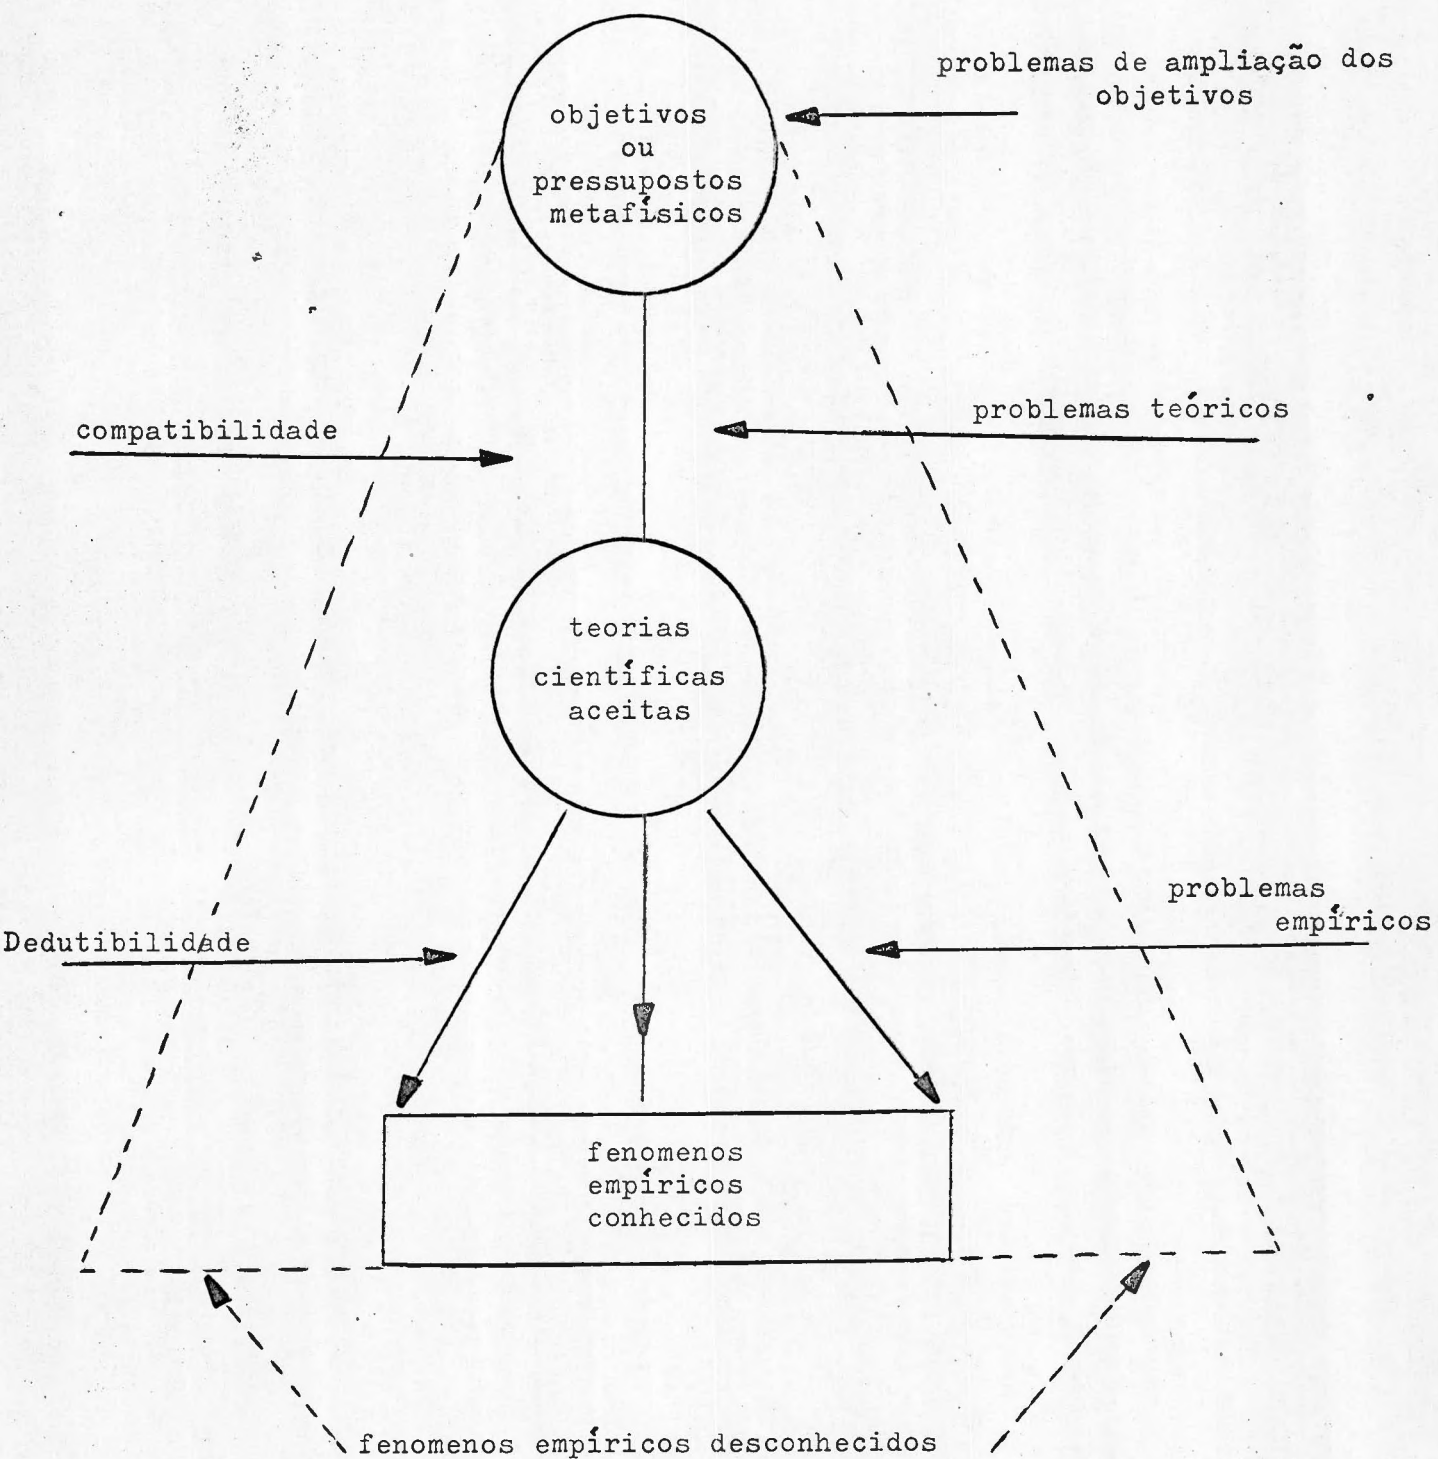 problemas de ampliação dos
objetivos
objetivos
ou
pressupostos
metafísicos
compatibilidade
problemas teóricos
teorias
científicas
aceitas
problemas
empíricos
Dedutibilidade
fenomenos
empíricos
conhecidos
fenomenos empíricos desconhecidos